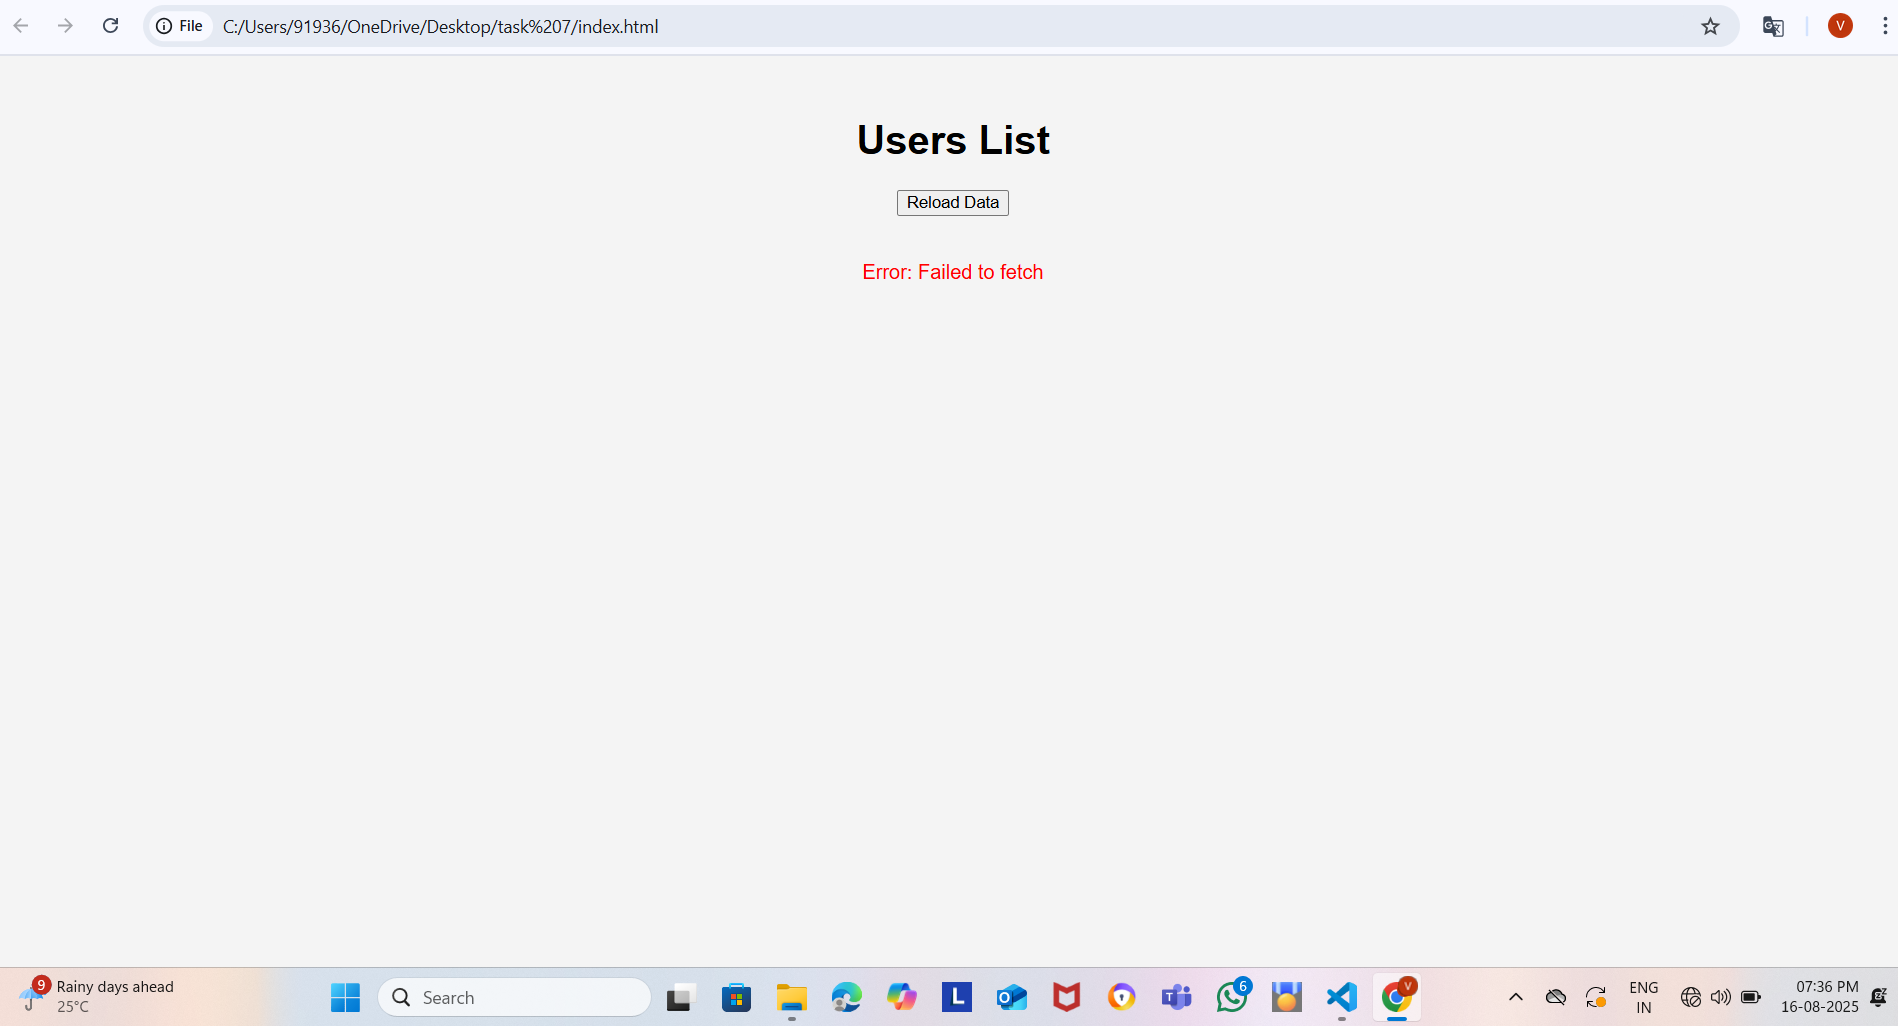 File C:/Users/91936/OneDrive/Desktop/task%207/index.html
V
Users List
Reload Data
Error: Failed to fetch
9
Rainy days ahead
25°C
Search
L
O
T
6
V
ENG
IN
07:36 PM
16-08-2025